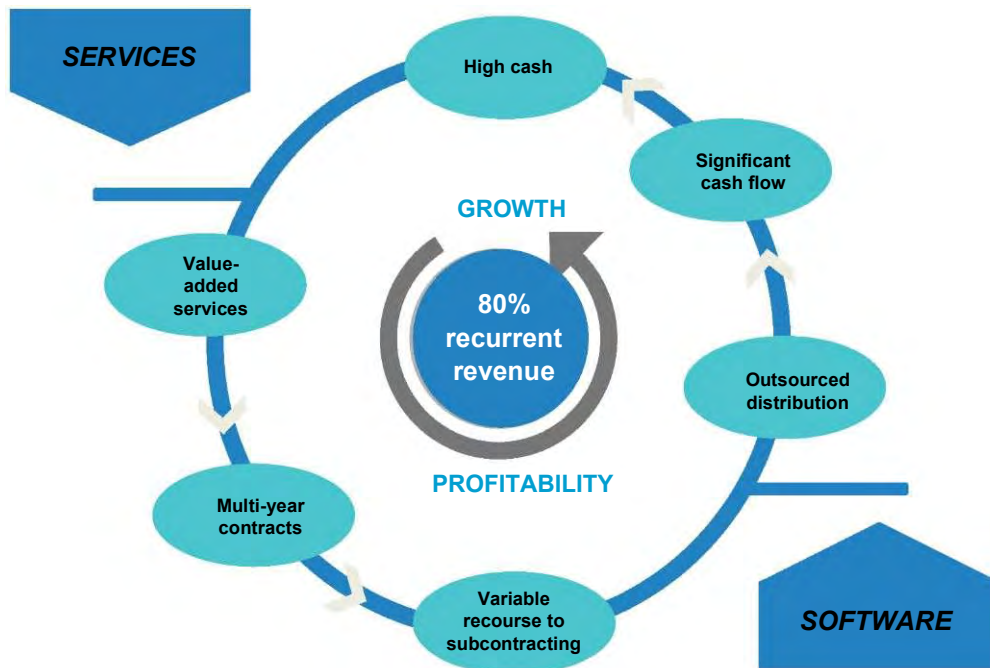 SERVICES
High cash
Significant
cash flow
GROWTH
Value-
added
services
80%
recurrent
revenue
Outsourced
distribution
PROFITABILITY
Multi-year
contracts
Variable
recourse to
subcontracting
SOFTWARE